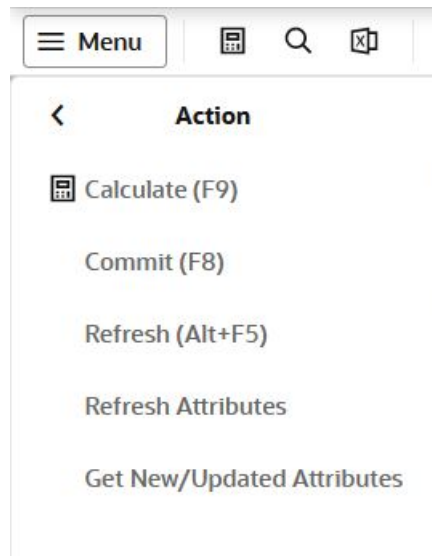 Menu
Action
Calculate (F9)
Commit (F8)
Refresh (Alt+F5)
Refresh Attributes
Get New/Updated Attributes